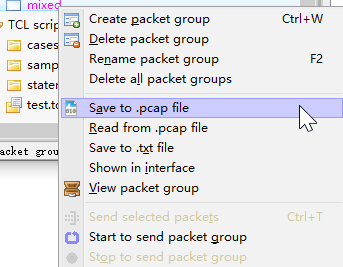 mixed
TCL scrip
cases
samp
stater
test.tc
acket grou
Create packet group Ctrl+W
Delete packet group
Rename packet group F2
Delete all packet groups
Save to .pcap file
Read from .pcap file
Save to .txt file
Shown in interface
View packet group
Send selected packets Ctrl+T
Start to send packet group
Stop to send packet group